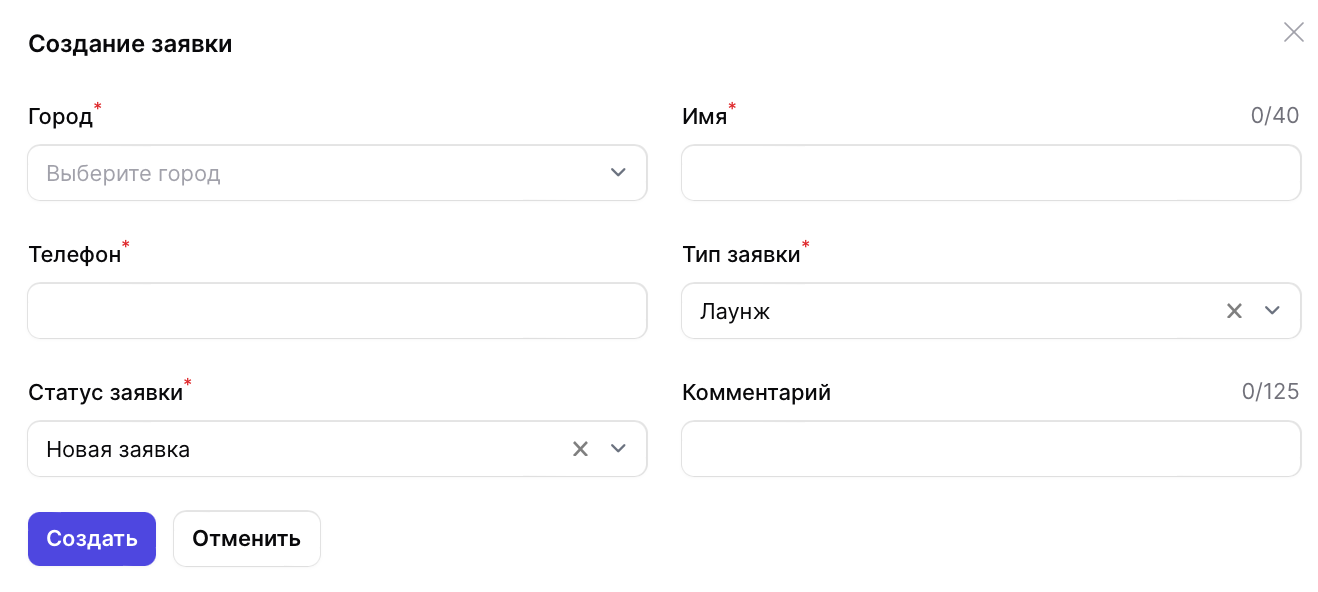 Создание заявки
Город*
Выберите город
Имя* 0/40
Телефон*
Тип заявки*
Лаунж
Статус заявки*
Новая заявка
Комментарий 0/125
Создать Отменить